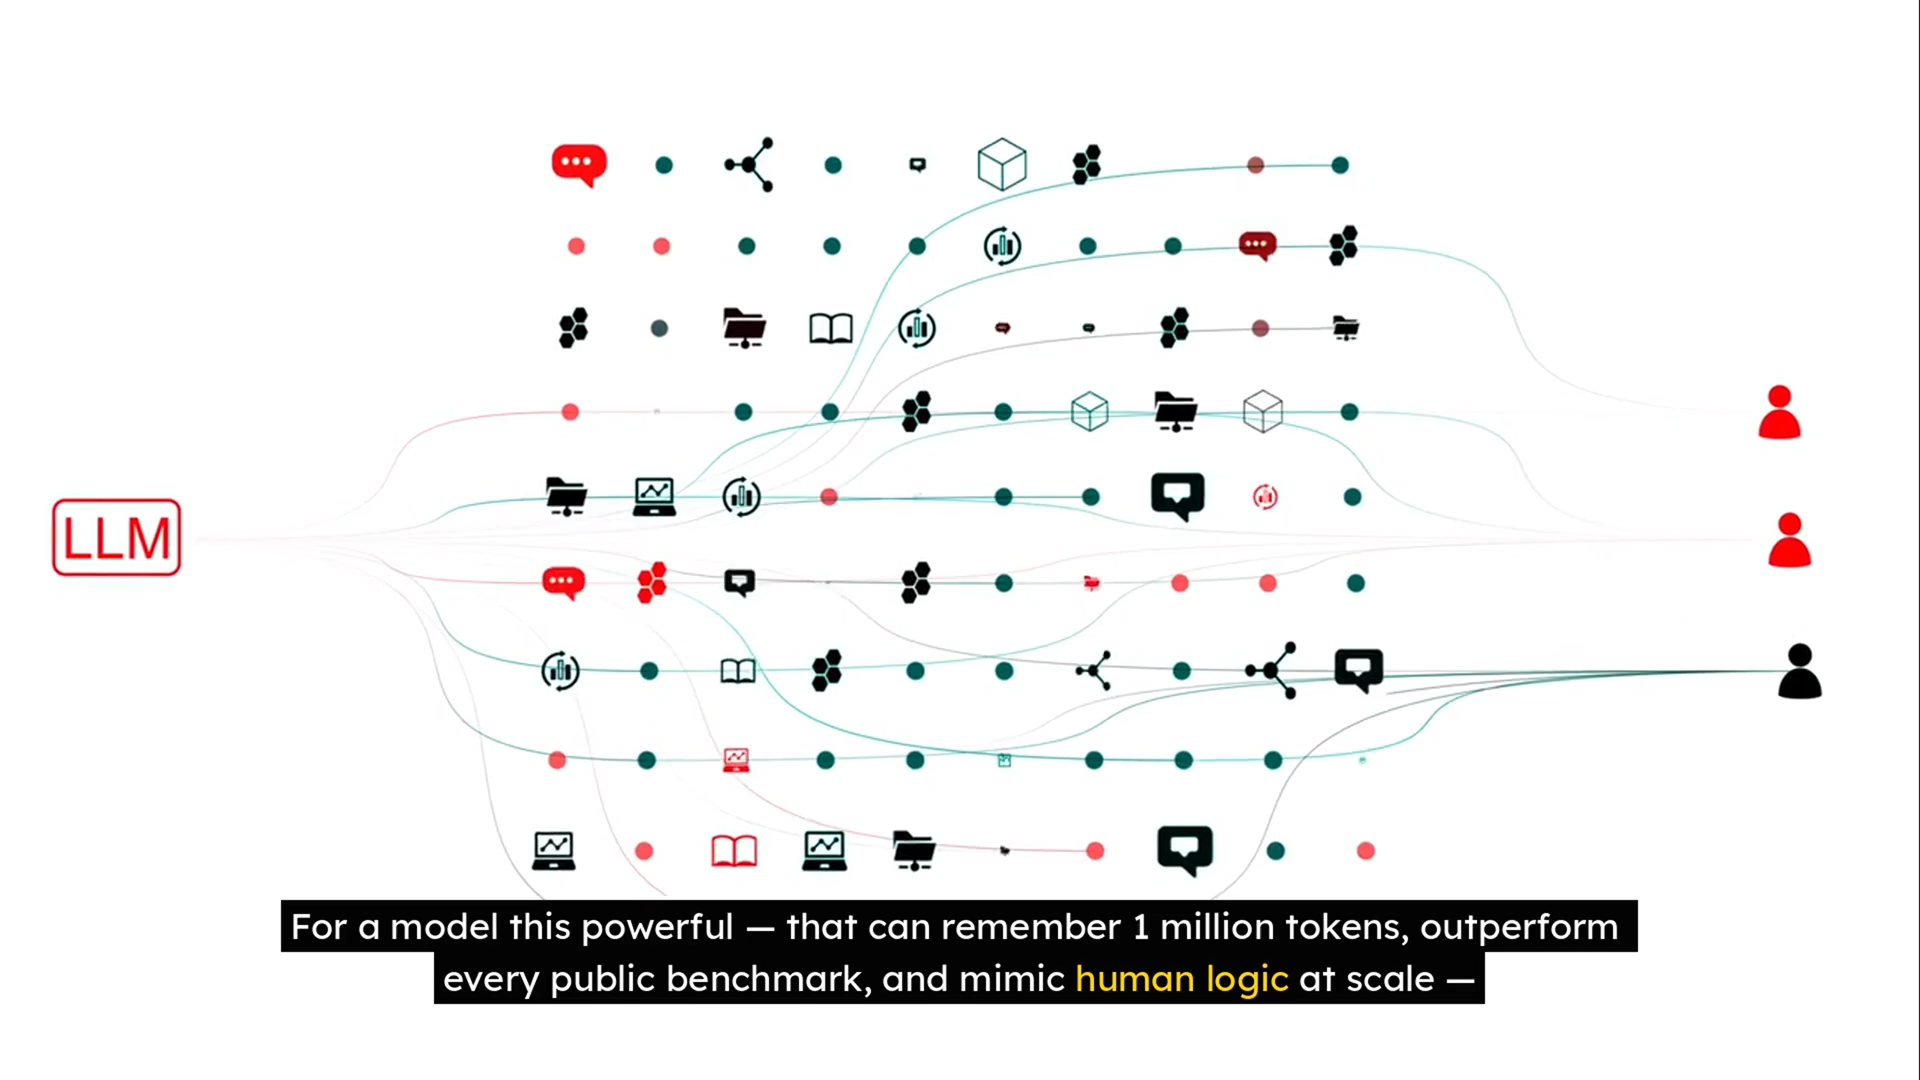 LLM
For a model this powerful — that can remember 1 million tokens, outperform
every public benchmark, and mimic human logic at scale —